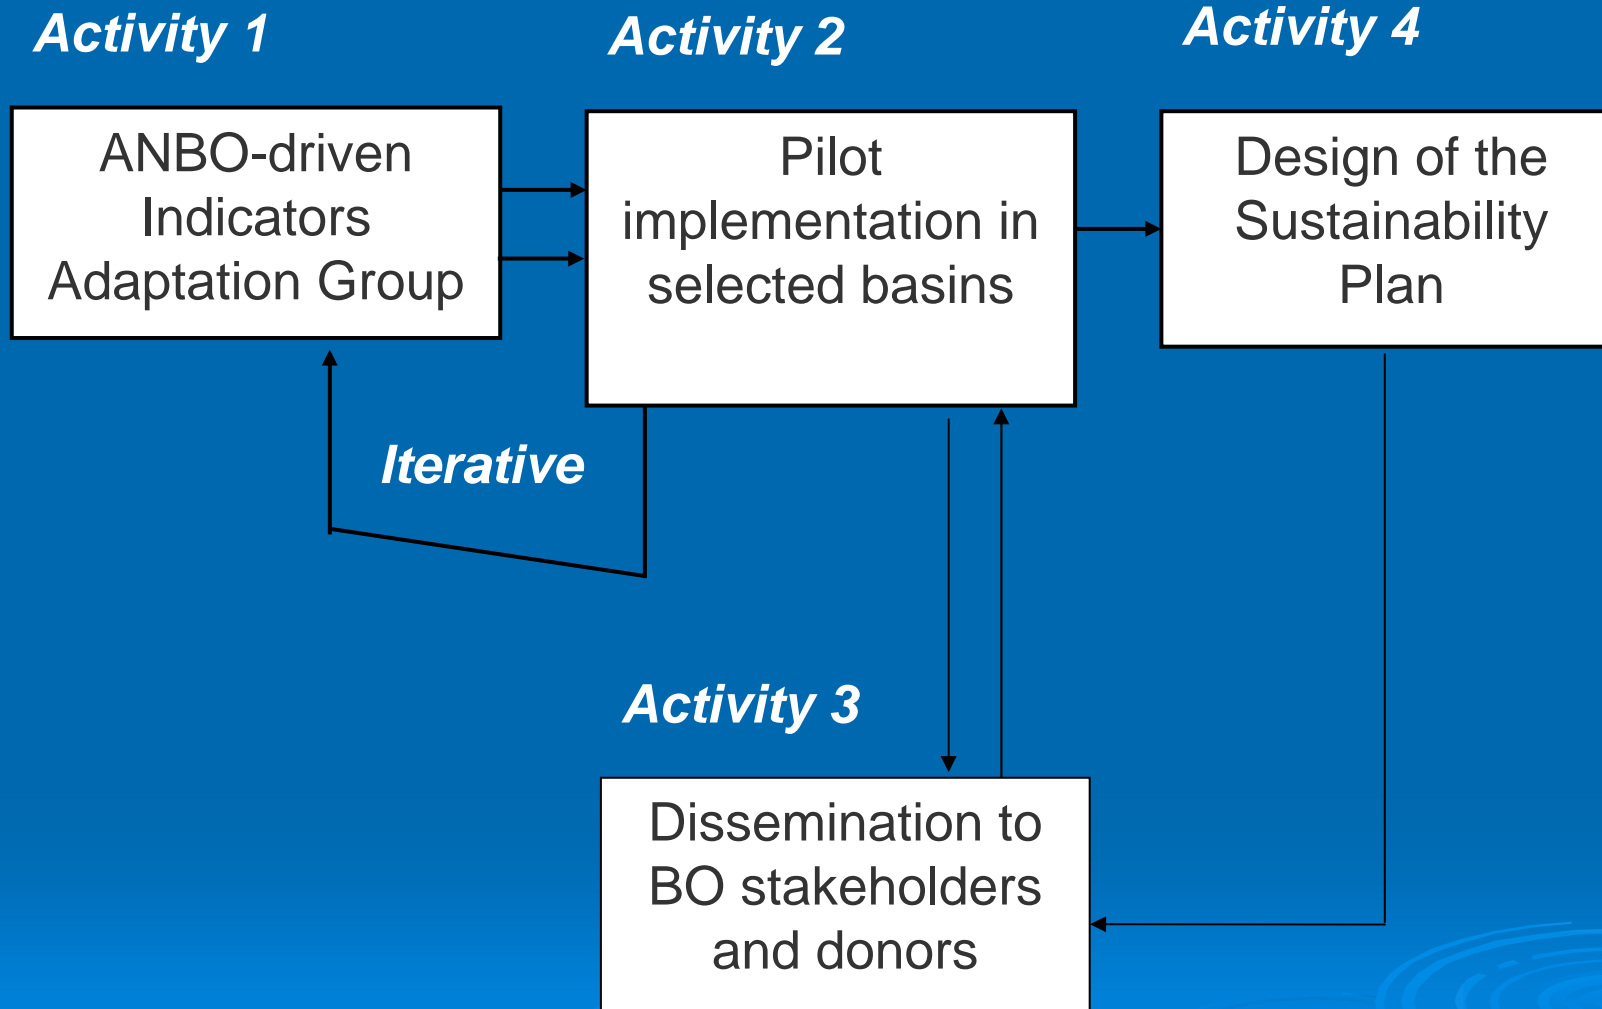 Activity 1
ANBO-driven
Indicators
Adaptation Group
Activity 2
Pilot
implementation in
selected basins
Activity 4
Design of the
Sustainability
Plan
Iterative
Activity 3
Dissemination to
BO stakeholders
and donors